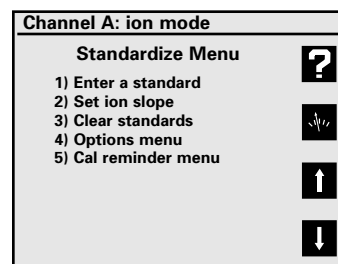 Channel A: ion mode
Standardize Menu
1) Enter a standard
2) Set ion slope
3) Clear standards
4) Options menu
5) Cal reminder menu
?